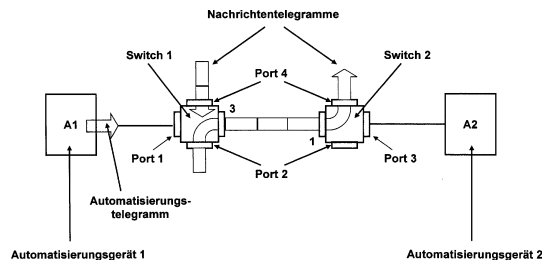 Nachrichtentelegramme
Switch 1
Switch 2
Port 4
A1
3
A2
1
Port 1
Port 2
Port 3
Automatisierungs-
telegramm
Automatisierungsgerät 1
Automatisierungsgerät 2